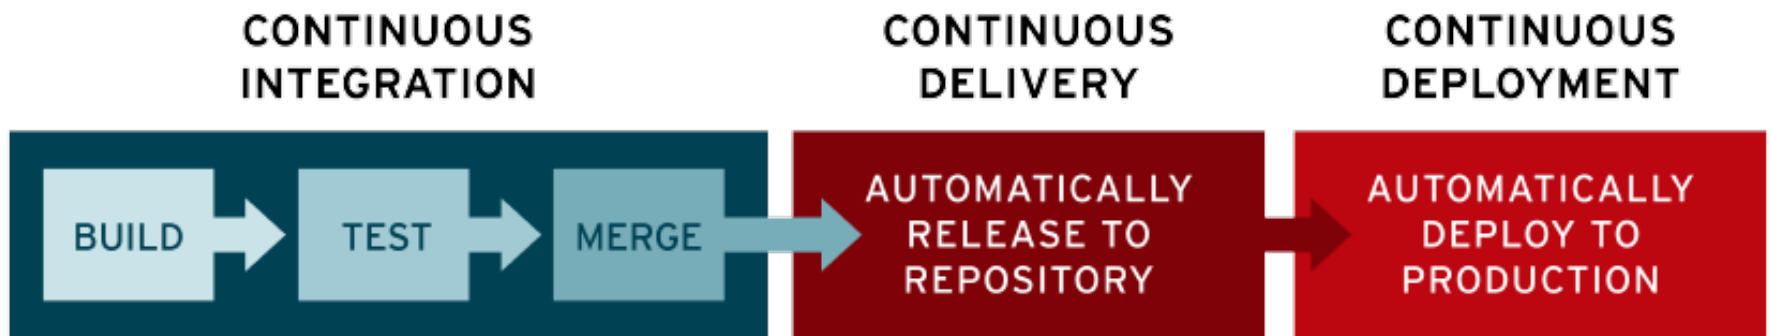 CONTINUOUS
INTEGRATION
CONTINUOUS
DELIVERY
CONTINUOUS
DEPLOYMENT
BUILD
TEST
MERGE
AUTOMATICALLY
RELEASE TO
REPOSITORY
AUTOMATICALLY
DEPLOY TO
PRODUCTION